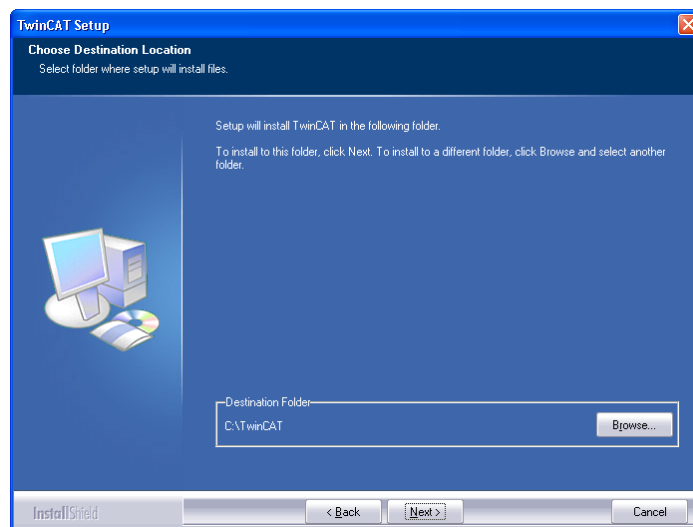 TwinCAT Setup
Choose Destination Location
Select folder where setup will install files.
Setup will install TwinCAT in the following folder.
To install to this folder, click Next. To install to a different folder, click Browse and select another
folder.
Destination Folder
C:\TwinCAT
Browse...
InstallShield
< Back
Next >
Cancel